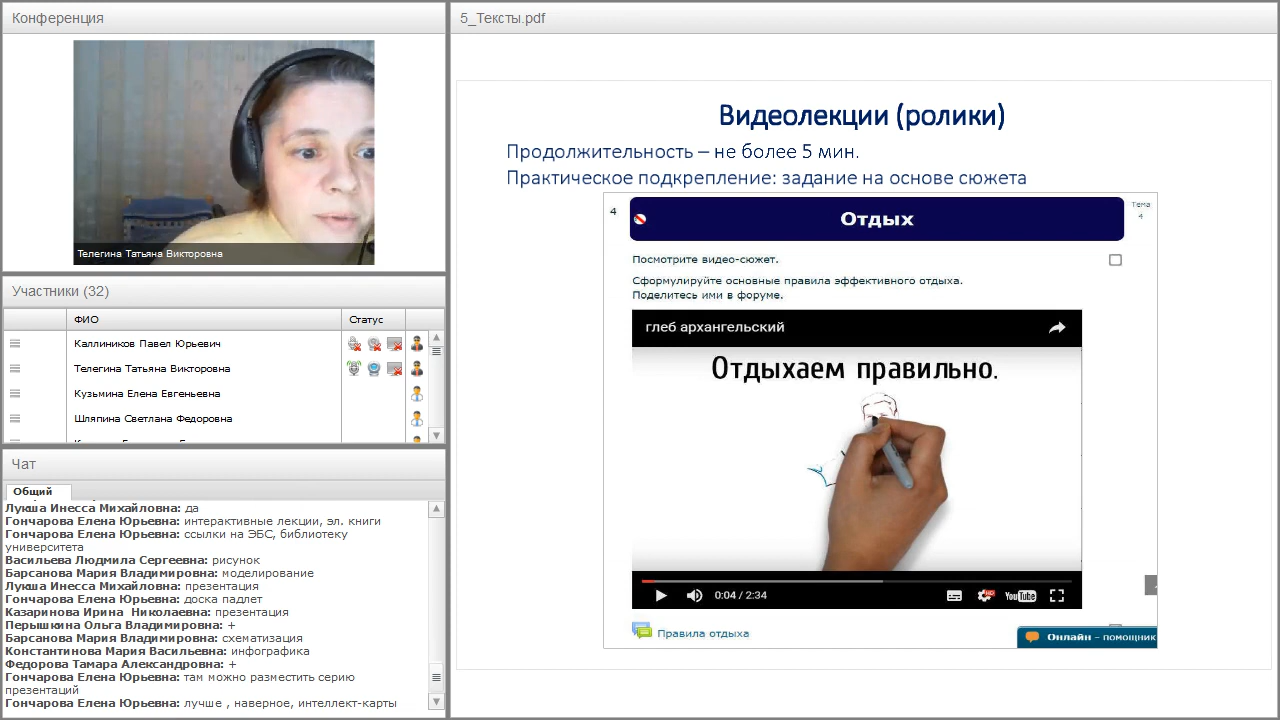 Конференция
Телегина Татьяна Викторовна
Участники (32)
ФИО Статус
Каллиников Павел Юрьевич
Телегина Татьяна Викторовна
Кузьмина Елена Евгеньевна
Шляпина Светлана Федоровна
Чат
Общий
Лукша Инесса Михайловна: да
Гончарова Елена Юрьевна: интерактивные лекции, эл. книги
Гончарова Елена Юрьевна: ссылки на ЭБС, библиотеку
университета
Васильева Людмила Сергеевна: рисунок
Барсанова Мария Владимировна: моделирование
Лукша Инесса Михайловна: презентация
Гончарова Елена Юрьевна: доска падлет
Казаринова Ирина Николаевна: презентация
Перышкина Ольга Владимировна: +
Барсанова Мария Владимировна: схематизация
Константинова Мария Васильевна: инфографика
Федорова Тамара Александровна: +
Гончарова Елена Юрьевна: там можно разместить серию
презентаций
Гончарова Елена Юрьевна: лучше , наверное, интеллект-карты
5_Тексты.pdf
Видеолекции (ролики)
Продолжительность – не более 5 мин.
Практическое подкрепление: задание на основе сюжета
4
Отдых
Тема
4
Посмотрите видео-сюжет.
Сформулируйте основные правила эффективного отдыха.
Поделитесь ими в форуме.
глеб архангельский
Отдыхаем правильно.
0:04 / 2:34
HD
YouTube
Правила отдыха
Онлайн – помощник